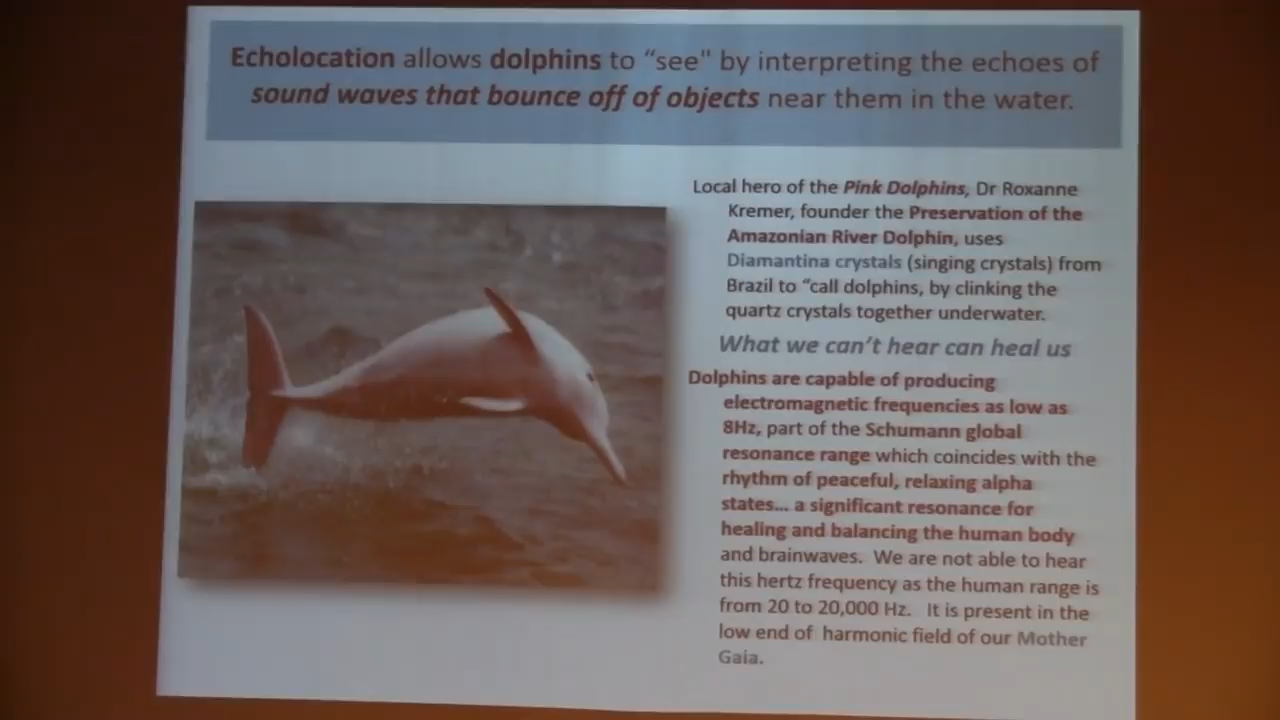 Echolocation allows dolphins to “see" by interpreting the echoes of
sound waves that bounce off of objects near them in the water.
Local hero of the Pink Dolphins, Dr Roxanne
Kremer, founder the Preservation of the
Amazonian River Dolphin, uses
Diamantina crystals (singing crystals) from
Brazil to “call dolphins, by clinking the
quartz crystals together underwater.
What we can’t hear can heal us
Dolphins are capable of producing
electromagnetic frequencies as low as
8Hz, part of the Schumann global
resonance range which coincides with the
rhythm of peaceful, relaxing alpha
states... a significant resonance for
healing and balancing the human body
and brainwaves. We are not able to hear
this hertz frequency as the human range is
from 20 to 20,000 Hz. It is present in the
low end of harmonic field of our Mother
Gaia.